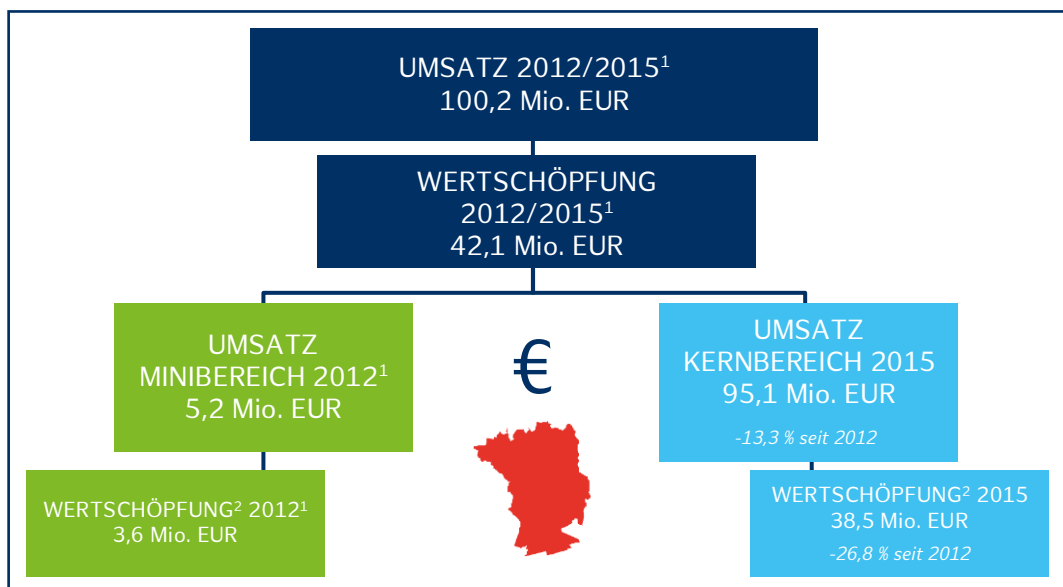 UMSATZ 2012/2015¹
100,2 Mio. EUR
WERTSCHÖPFUNG
2012/2015¹
42,1 Mio. EUR
UMSATZ
MINIBEREICH 2012¹
5,2 Mio. EUR
WERTSCHÖPFUNG² 2012¹
3,6 Mio. EUR
€
UMSATZ
KERNBEREICH 2015
95,1 Mio. EUR
-13,3 % seit 2012
WERTSCHÖPFUNG² 2015
38,5 Mio. EUR
-26,8 % seit 2012